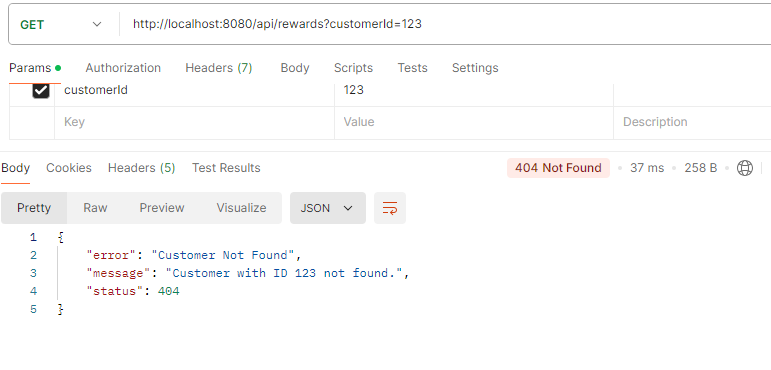 GET http://localhost:8080/api/rewards?customerId=123
Params Authorization Headers (7) Body Scripts Tests Settings
customerId 123
Key Value Description
Body Cookies Headers (5) Test Results 404 Not Found 37 ms 258 B
Pretty Raw Preview Visualize JSON
1 {
2 "error": "Customer Not Found",
3 "message": "Customer with ID 123 not found.",
4 "status": 404
5 }